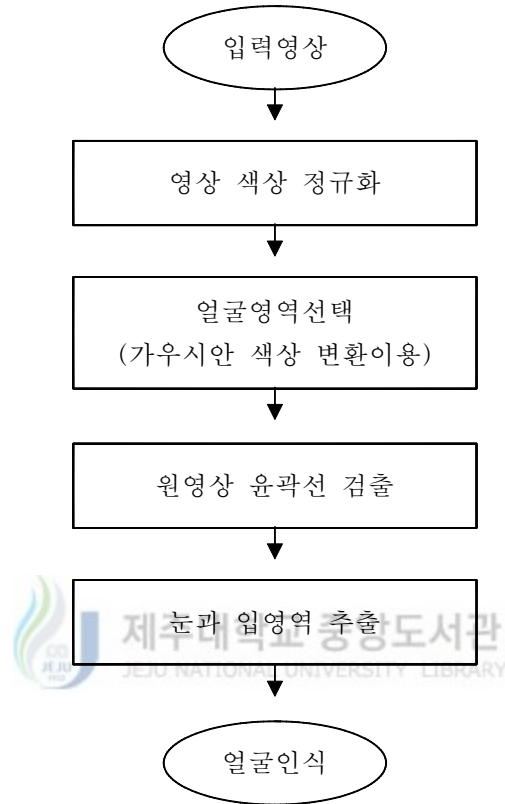 입력영상
영상 색상 정규화
얼굴영역선택
(가우시안 색상 변환이용)
원영상 윤곽선 검출
눈과 입영역 추출
제주대학교 중앙도서관
JEJU NATIONAL UNIVERSITY LIBRARY
JEJU
1952
얼굴인식